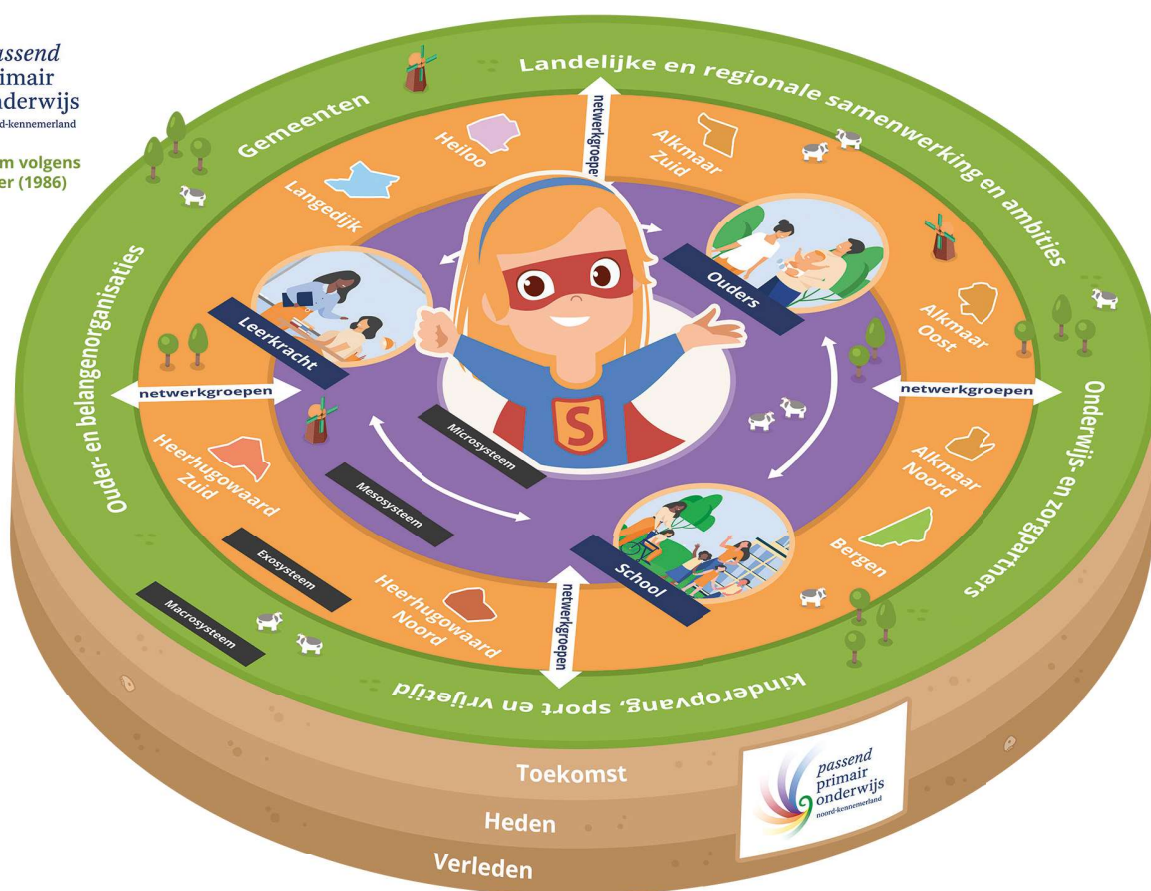 passend
primair
onderwijs
d-kennemerland
m volgens
er (1986)
Gemeenten
Landelijke en regionale samenwerking en ambities
Ouder- en belangenorganisaties
Onderwijs- en zorgpartners
kinderopvang, sport en vrijetijd
Heiloo
Langedijk
Alkmaar
Zuid
Alkmaar
Oost
Alkmaar
Noord
Bergen
Heerhugowaard
Zuid
Heerhugowaard
Noord
netwerkgroepen
netwerkgroepen
netwerkgroepen
netwerkgroepen
Leerkracht
Ouders
School
S
Microsysteem
Mesosysteem
Exosysteem
Macrosysteem
Toekomst
Heden
Verleden
passend
primair
onderwijs
noord-kennemerland